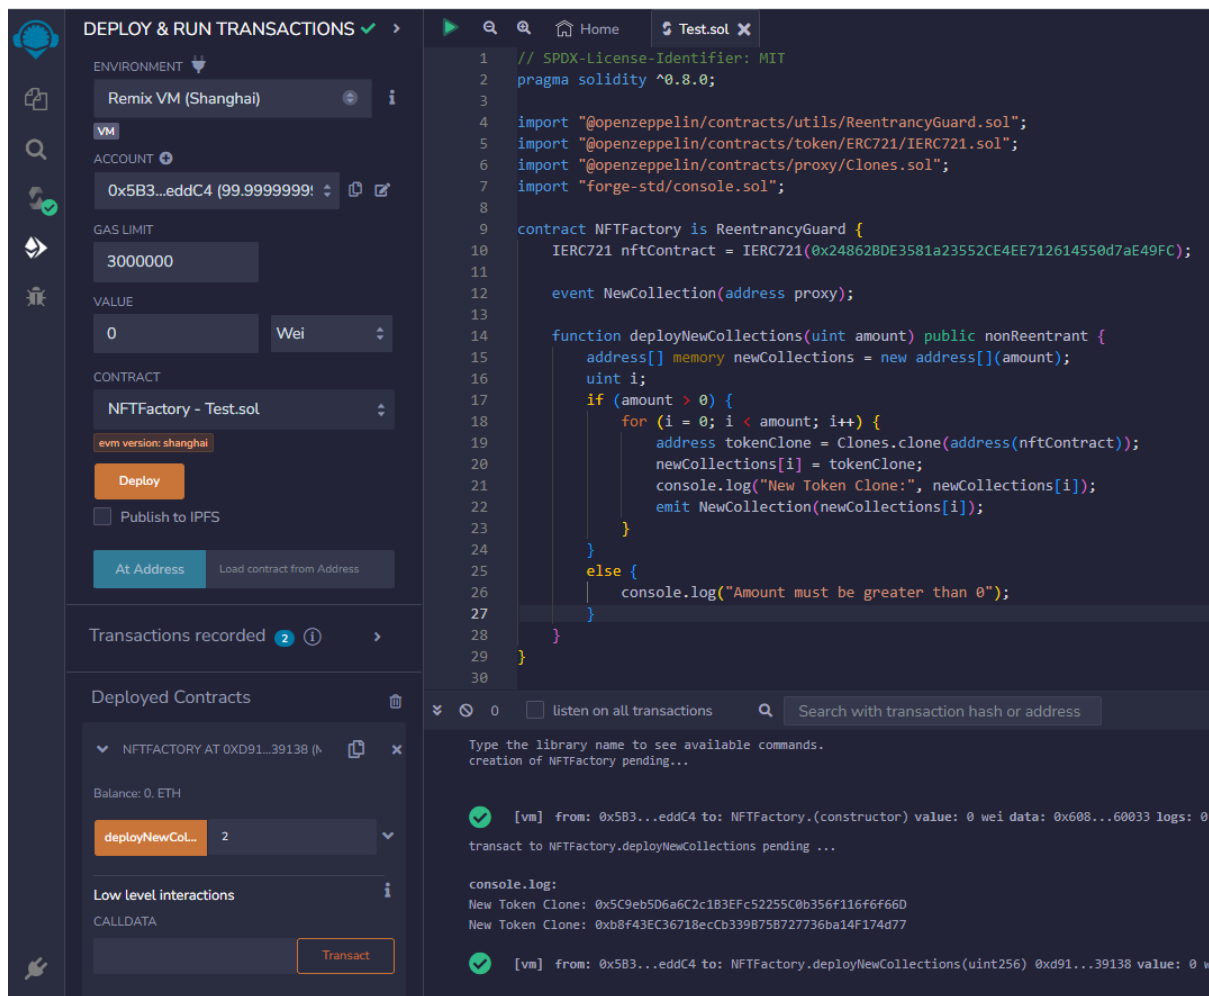 DEPLOY & RUN TRANSACTIONS
ENVIRONMENT
Remix VM (Shanghai)
VM
ACCOUNT
0x5B3...eddC4 (99.9999999
GAS LIMIT
3000000
VALUE
0
Wei
CONTRACT
NFTFactory - Test.sol
evm version: shanghai
Deploy
Publish to IPFS
At Address
Load contract from Address
Transactions recorded 2
Deployed Contracts
NFTFACTORY AT 0XD91...39138 (M
Balance: 0. ETH
deployNewCol... 2
Low level interactions
CALLDATA
Transact
Home
Test.sol
1 // SPDX-License-Identifier: MIT
2 pragma solidity ^0.8.0;
3
4 import "@openzeppelin/contracts/utils/ReentrancyGuard.sol";
5 import "@openzeppelin/contracts/token/ERC721/IERC721.sol";
6 import "@openzeppelin/contracts/proxy/Clones.sol";
7 import "forge-std/console.sol";
8
9 contract NFTFactory is ReentrancyGuard {
10 IERC721 nftContract = IERC721(0x24862BDE3581a23552CE4EE712614550d7aE49FC);
11
12 event NewCollection(address proxy);
13
14 function deployNewCollections(uint amount) public nonReentrant {
15 address[] memory newCollections = new address[](amount);
16 uint i;
17 if (amount > 0) {
18 for (i = 0; i < amount; i++) {
19 address tokenClone = Clones.clone(address(nftContract));
20 newCollections[i] = tokenClone;
21 console.log("New Token Clone:", newCollections[i]);
22 emit NewCollection(newCollections[i]);
23 }
24 }
25 else {
26 console.log("Amount must be greater than 0");
27 }
28 }
29 }
30
0
listen on all transactions
Search with transaction hash or address
Type the library name to see available commands.
creation of NFTFactory pending...
[vm] from: 0x5B3...eddC4 to: NFTFactory.(constructor) value: 0 wei data: 0x608...60033 logs: 0
transact to NFTFactory.deployNewCollections pending ...
console.log:
New Token Clone: 0x5C9eb5D6a6C2c1B3EFc52255C0b356f116f6f66D
New Token Clone: 0xb8f43EC36718ecCb339B75B727736ba14F174d77
[vm] from: 0x5B3...eddC4 to: NFTFactory.deployNewCollections(uint256) 0xd91...39138 value: 0 w